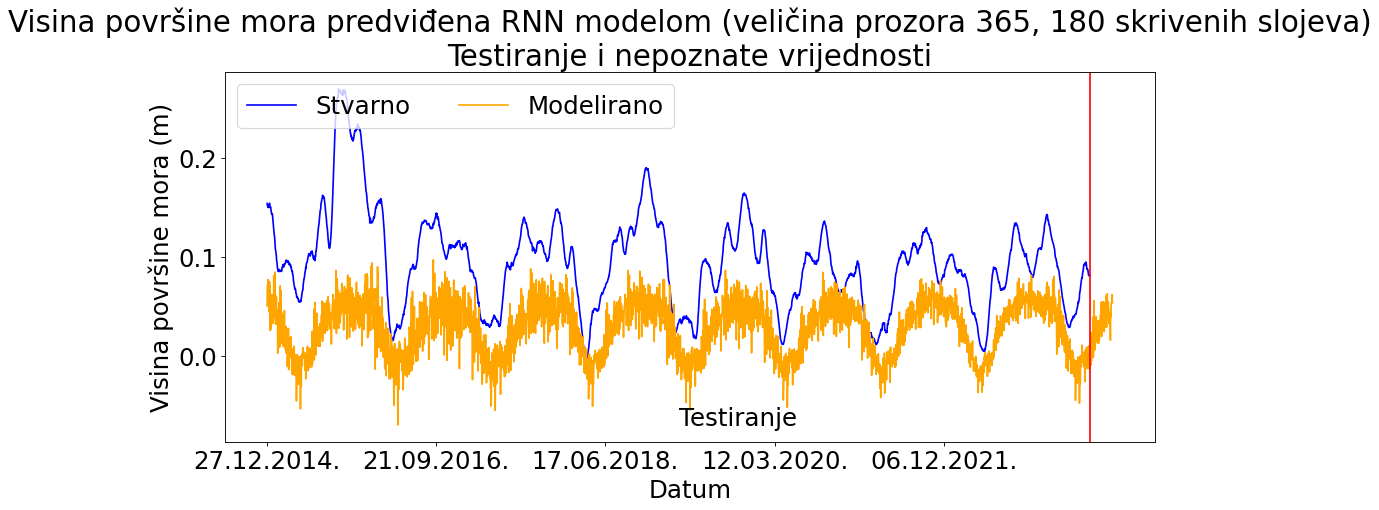 Visina površine mora predviđena RNN modelom (veličina prozora 365, 180 skrivenih slojeva)
Testiranje i nepoznate vrijednosti
Stvarno
Modelirano
Visina površine mora (m)
0.2
0.1
0.0
Testiranje
27.12.2014.
21.09.2016.
17.06.2018.
12.03.2020.
06.12.2021.
Datum